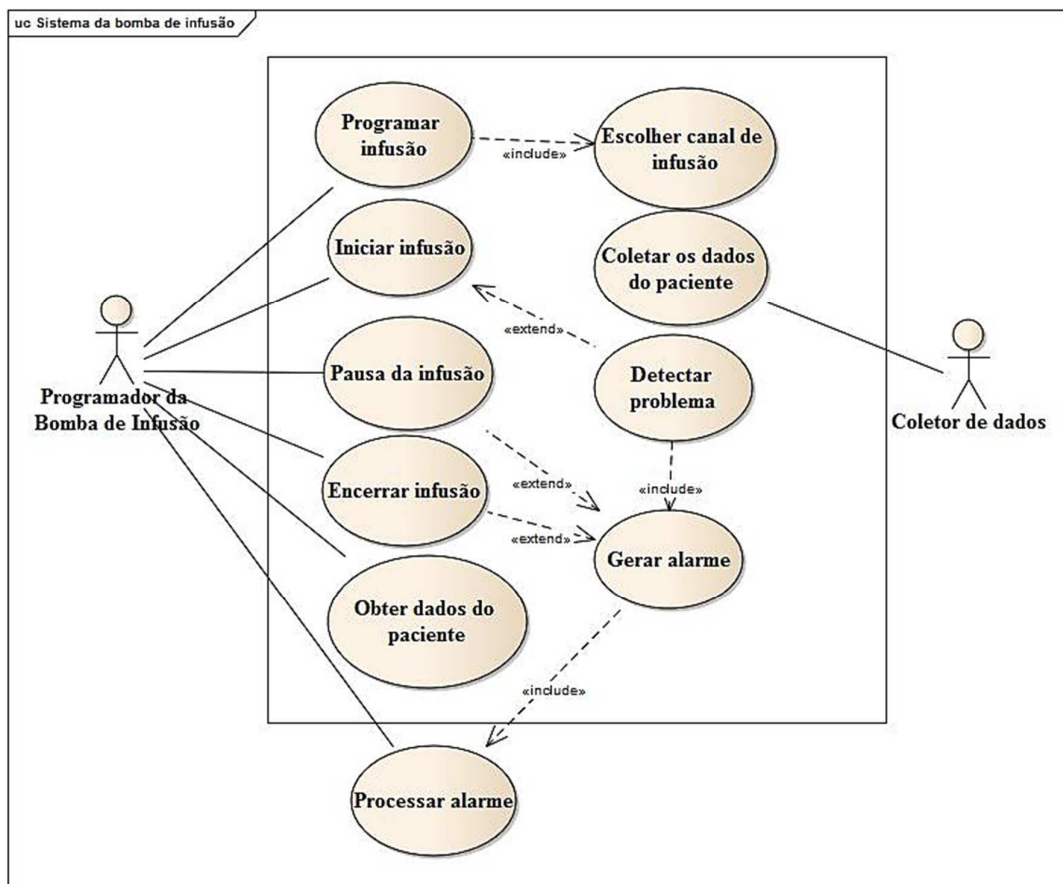 uc Sistema da bomba de infusão
Programar
infusão
«include»
Escolher canal de
infusão
Iniciar infusão
Coletar os dados
do paciente
«extend»
Pausa da infusão
Detectar
problema
Programador da
Bomba de Infusão
Coletor de dados
Encerrar infusão
«extend»
«include»
«extend»
Gerar alarme
Obter dados do
paciente
«include»
Processar alarme